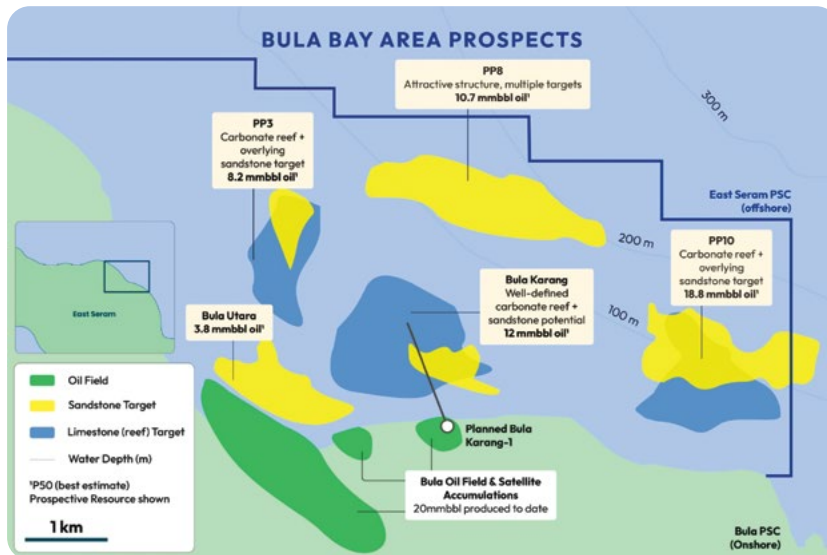 BULA BAY AREA PROSPECTS
PP8
Attractive structure, multiple targets
10.7 mmbbl oil¹
300 m
PP3
Carbonate reef +
overlying
sandstone target
8.2 mmbbl oil¹
East Seram PSC
(offshore)
200 m
PP10
Carbonate reef +
overlying
sandstone target
18.8 mmbbl oil¹
Bula Karang
Well-defined
carbonate reef +
sandstone potential
12 mmbbl oil¹
100 m
East Seram
Bula Utara
3.8 mmbbl oil¹
Oil Field
Sandstone Target
Limestone (reef) Target
Water Depth (m)
¹P50 (best estimate)
Prospective Resource shown
1 km
Planned Bula
Karang-1
Bula Oil Field & Satellite
Accumulations
20mmbbl produced to date
Bula PSC
(Onshore)